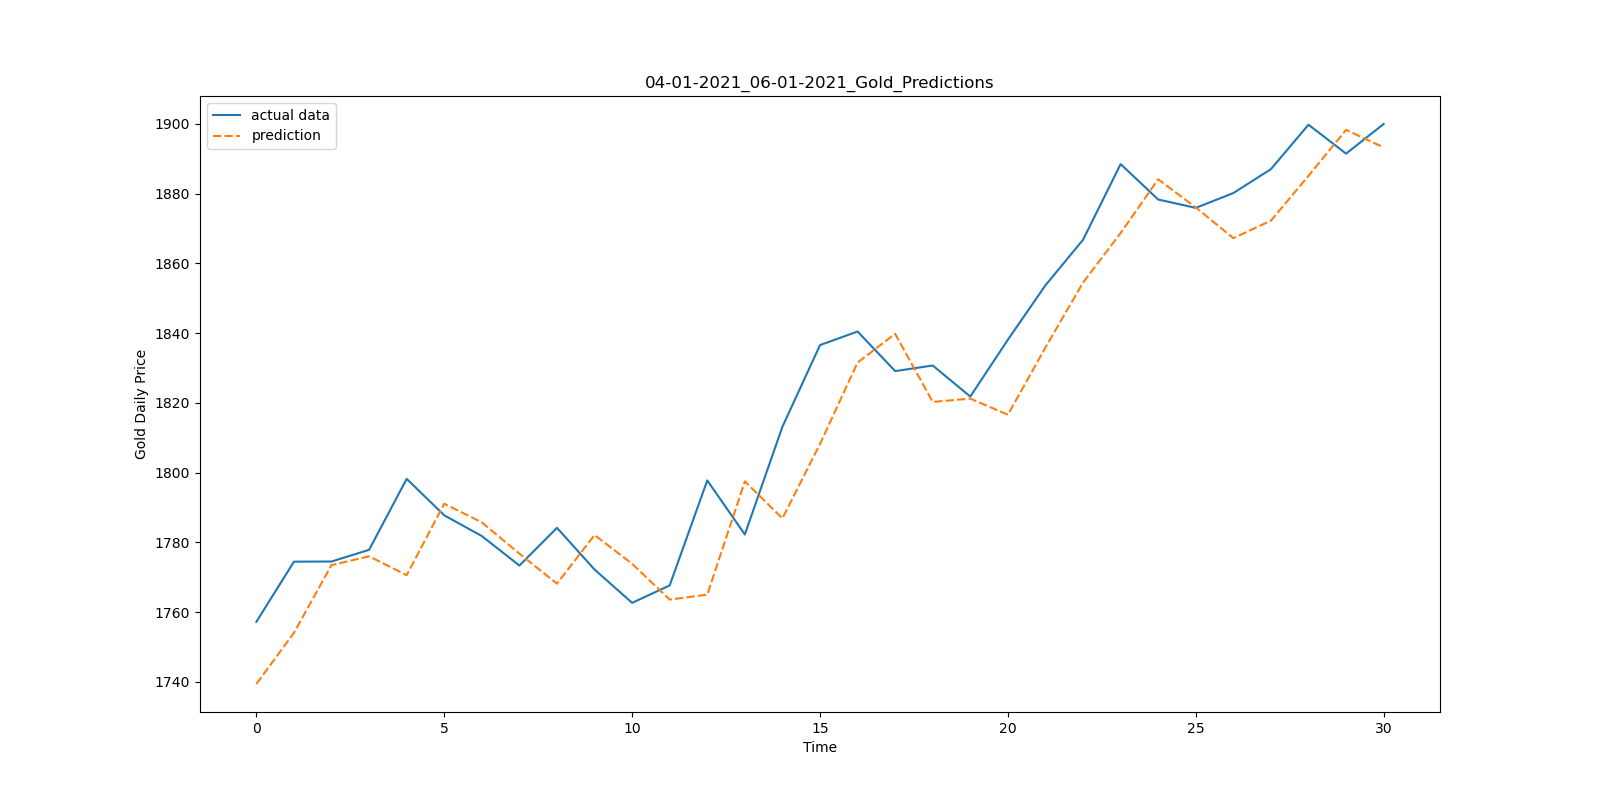 04-01-2021_06-01-2021_Gold_Predictions
actual data
prediction
1900
1880
1860
1840
1820
1800
1780
1760
1740
Gold Daily Price
0 5 10 15 20 25 30
Time